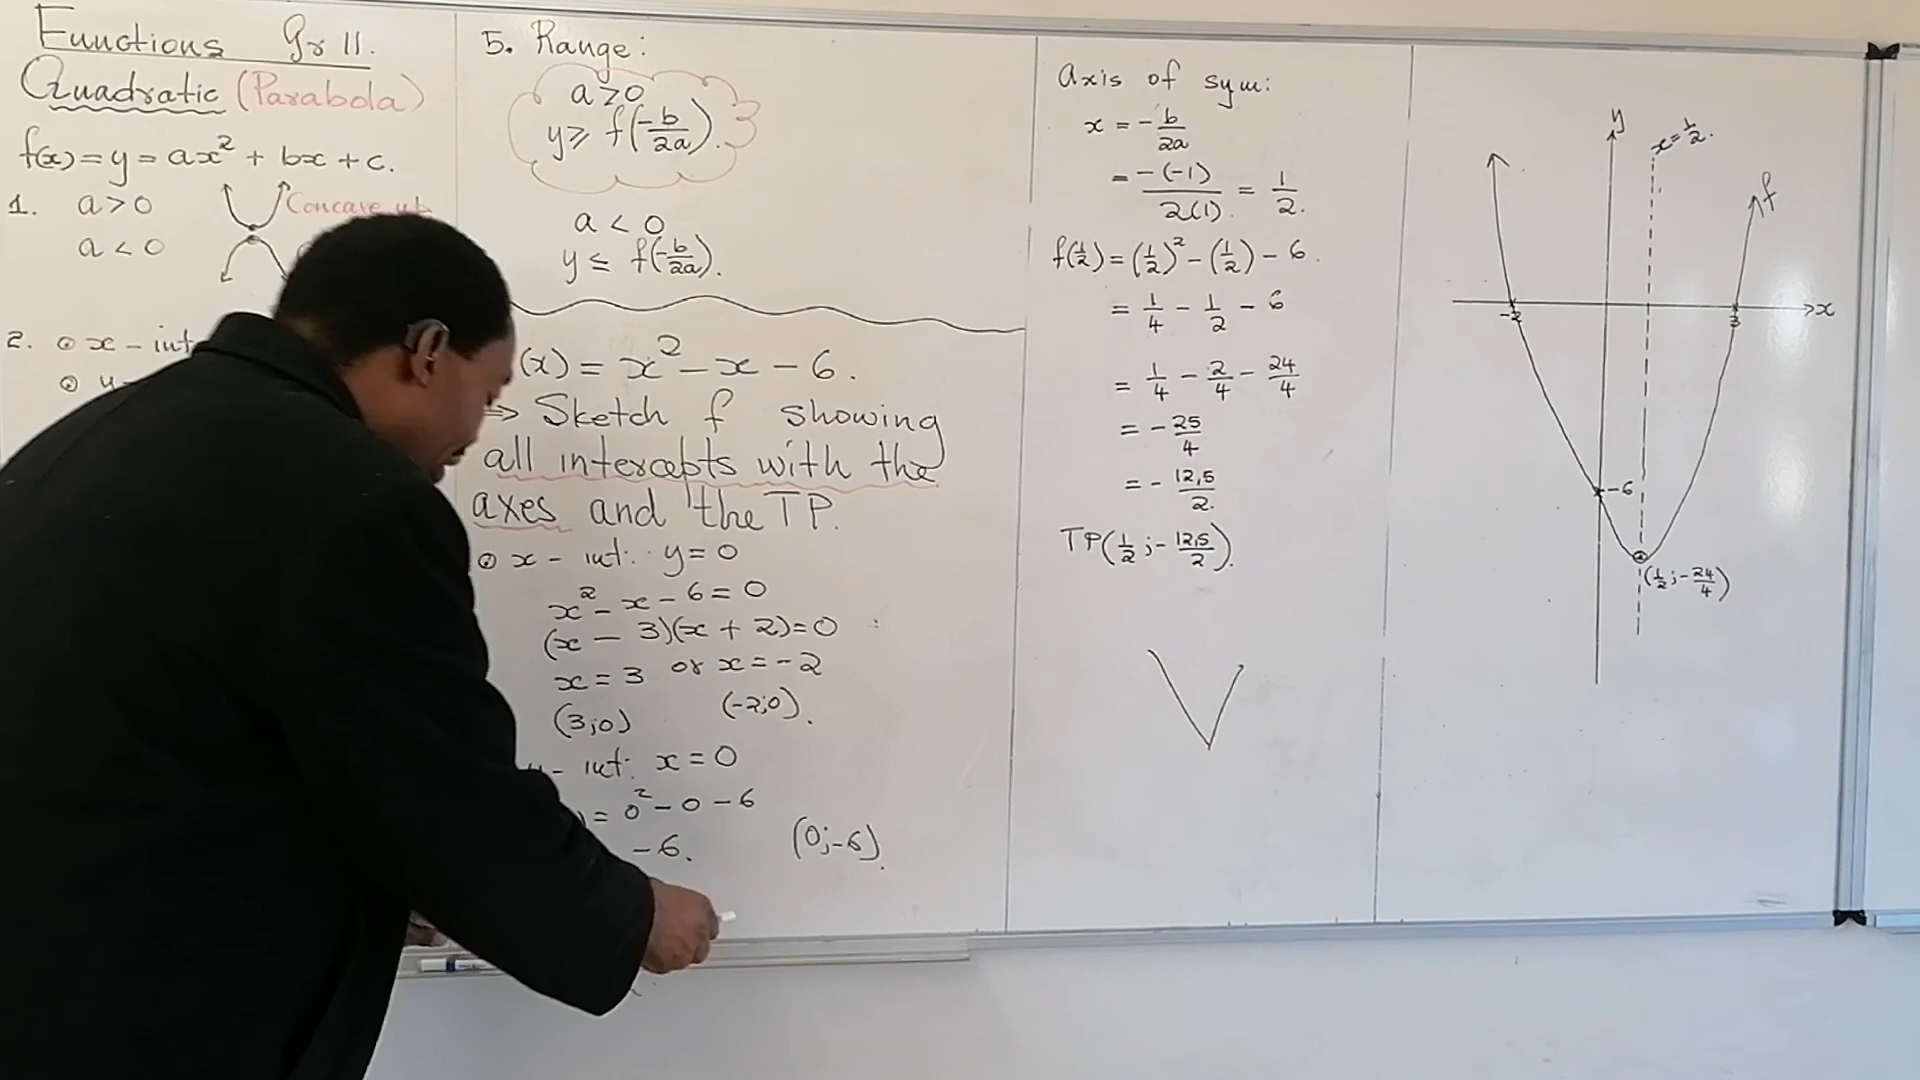 Functions Gr 11.
Quadratic (Parabola)
f(x) = y = ax² + bx + c.
1. a > 0 Concave up
a < 0
2. x - int
y-
5. Range:
a > 0
y ≥ f(-b/2a).
a < 0
y ≤ f(-b/2a).
(x) = x² - x - 6.
⇒ Sketch f showing
all intercepts with the
axes and the TP.
x - int: y = 0
x² - x - 6 = 0
(x - 3)(x + 2) = 0
x = 3 or x = -2
(3;0) (-2;0).
y - int: x = 0
) = 0² - 0 - 6
-6. (0;-6).
Axis of sym:
x = -b/2a
= -(-1)/2(1). = 1/2.
f(1/2) = (1/2)² - (1/2) - 6.
= 1/4 - 1/2 - 6
= 1/4 - 2/4 - 24/4
= - 25/4
= - 12,5/2.
TP(1/2 ; - 12,5/2).
y
x = 1/2.
f
-2
3
x
-6
(1/2 ; - 24/4)